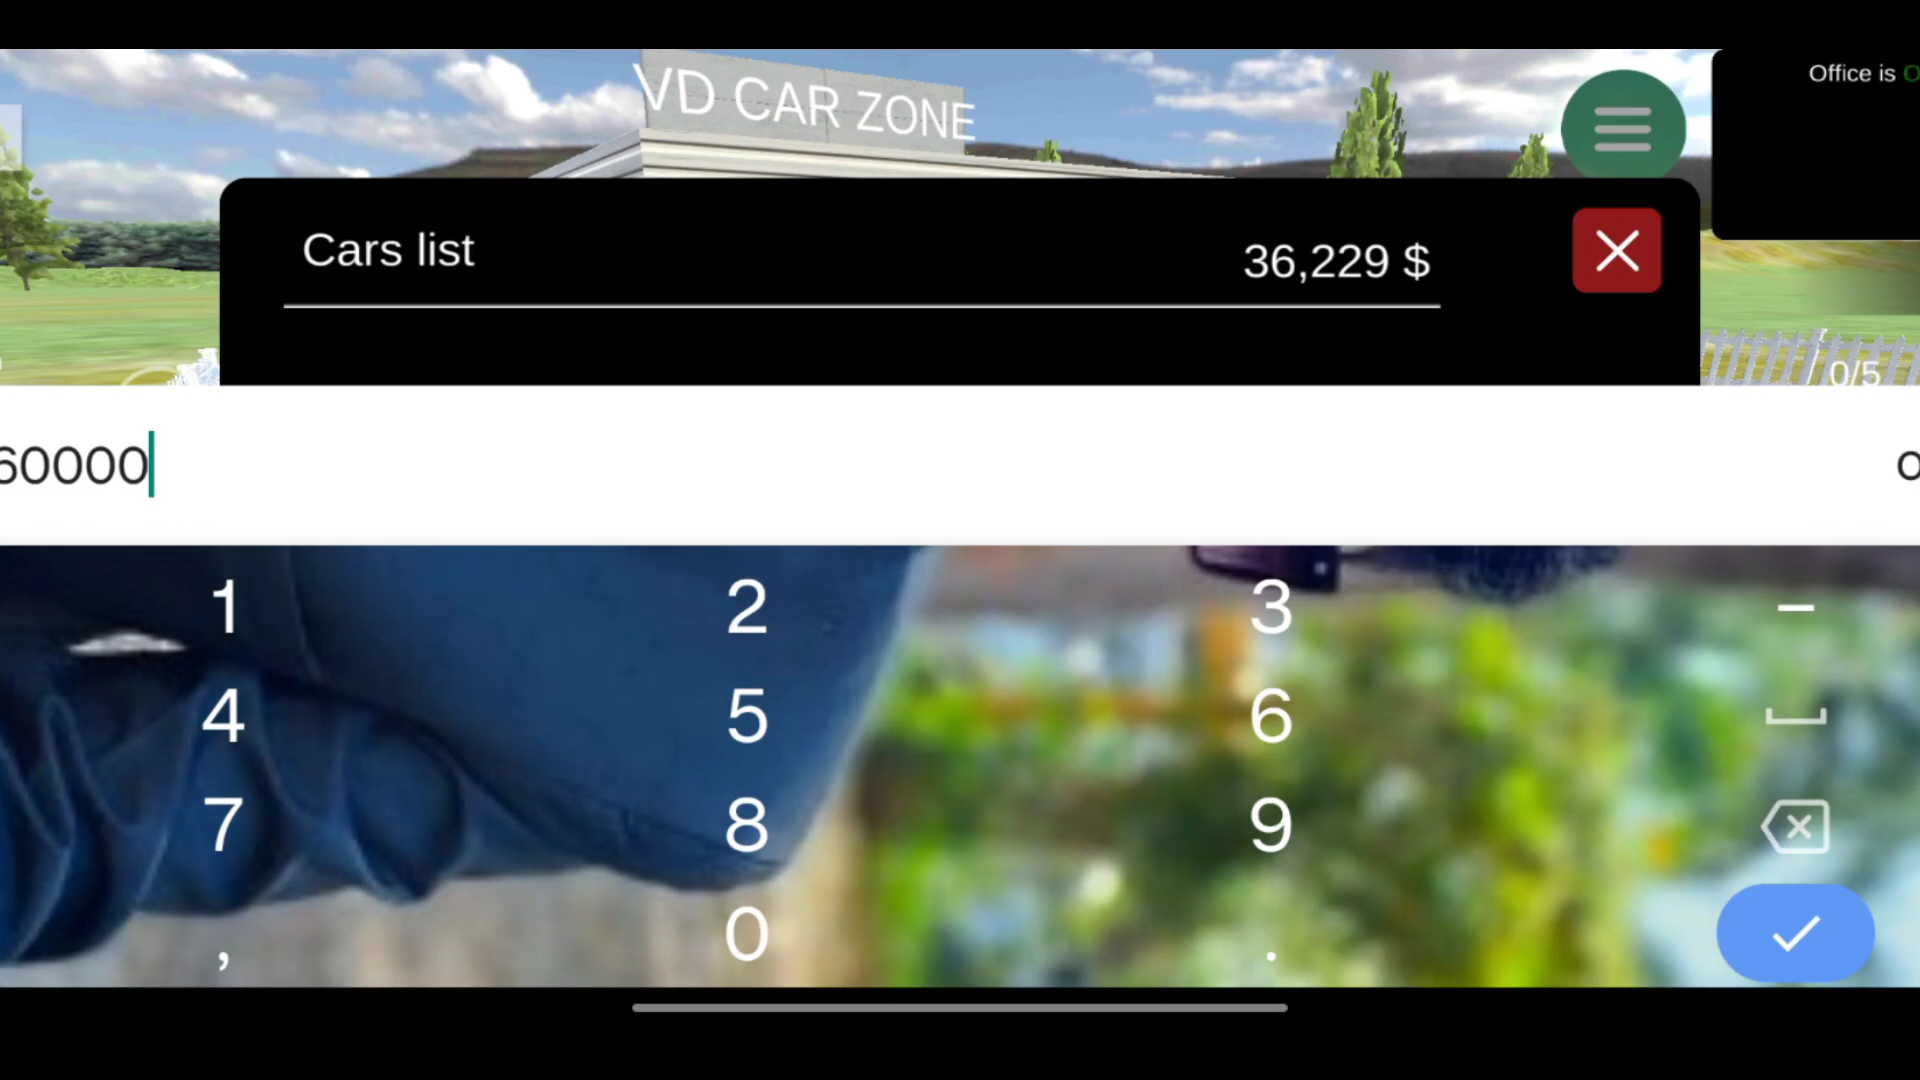 VD CAR ZONE
Office is
Cars list
36,229 $
0/5
60000
1 2 3 –
4 5 6
7 8 9
, 0 .